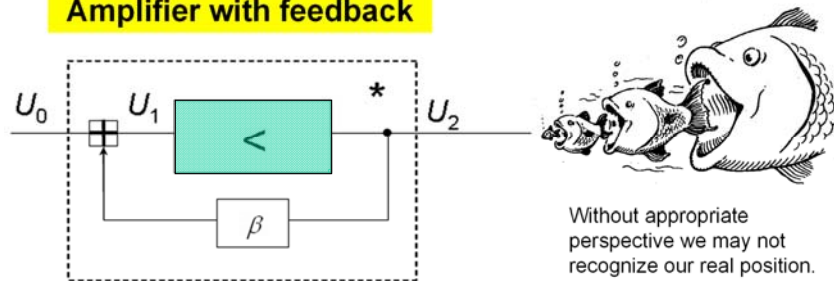 Amplifier with feedback
U₀ U₁ < * U₂
β
Without appropriate
perspective we may not
recognize our real position.